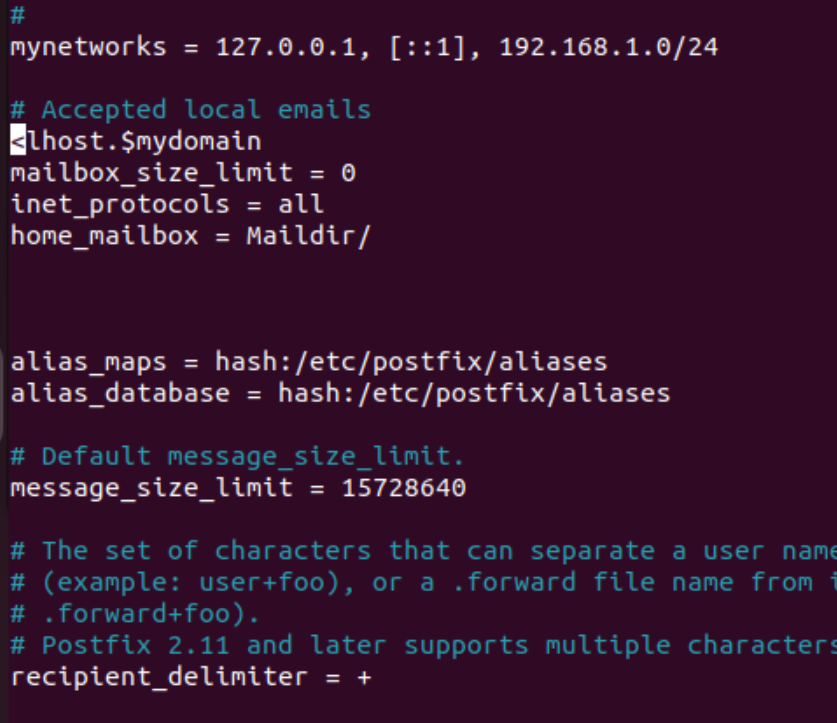 #
mynetworks = 127.0.0.1, [::1], 192.168.1.0/24
# Accepted local emails
<lhost.$mydomain
mailbox_size_limit = 0
inet_protocols = all
home_mailbox = Maildir/
alias_maps = hash:/etc/postfix/aliases
alias_database = hash:/etc/postfix/aliases
# Default message_size_limit.
message_size_limit = 15728640
# The set of characters that can separate a user name
# (example: user+foo), or a .forward file name from
# .forward+foo).
# Postfix 2.11 and later supports multiple characters
recipient_delimiter = +